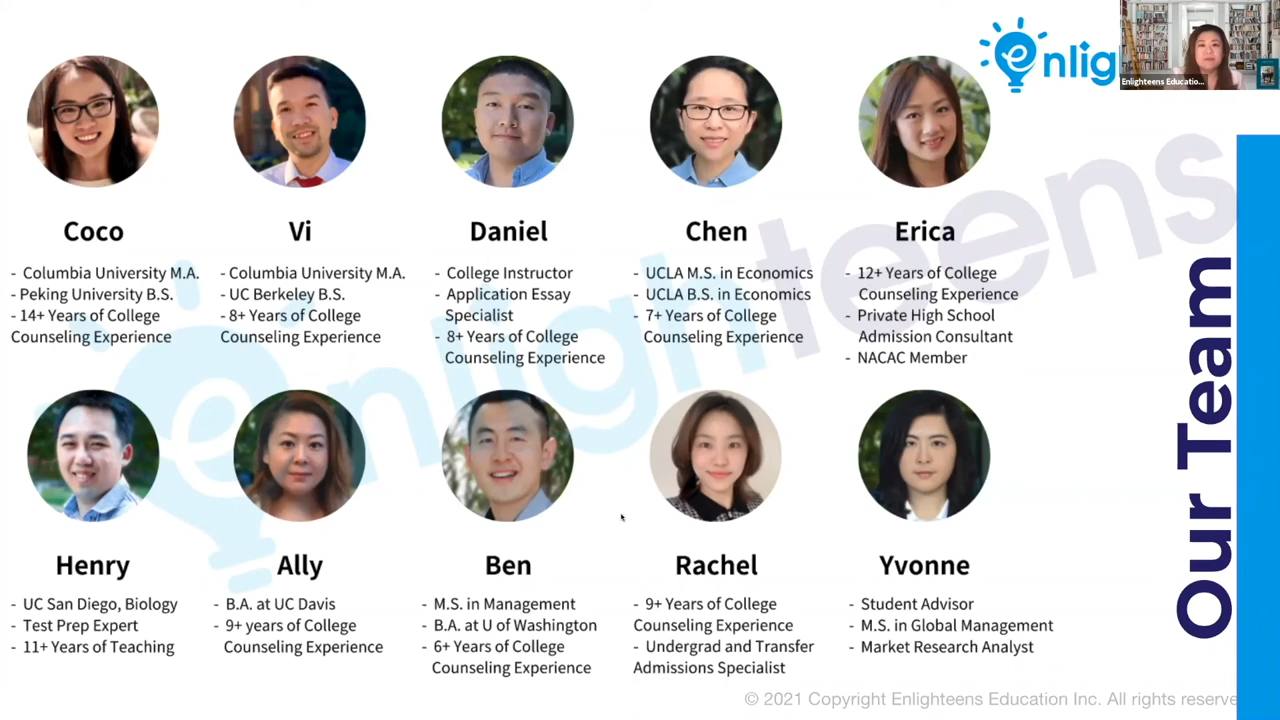 enlig
Enlighteens Educatio...
enlighteens
Our Team
Coco
- Columbia University M.A.
- Peking University B.S.
- 14+ Years of College
Counseling Experience
Vi
- Columbia University M.A.
- UC Berkeley B.S.
- 8+ Years of College
Counseling Experience
Daniel
- College Instructor
- Application Essay
Specialist
- 8+ Years of College
Counseling Experience
Chen
- UCLA M.S. in Economics
- UCLA B.S. in Economics
- 7+ Years of College
Counseling Experience
Erica
- 12+ Years of College
Counseling Experience
- Private High School
Admission Consultant
- NACAC Member
Henry
- UC San Diego, Biology
- Test Prep Expert
- 11+ Years of Teaching
Ally
- B.A. at UC Davis
- 9+ years of College
Counseling Experience
Ben
- M.S. in Management
- B.A. at U of Washington
- 6+ Years of College
Counseling Experience
Rachel
- 9+ Years of College
Counseling Experience
- Undergrad and Transfer
Admissions Specialist
Yvonne
- Student Advisor
- M.S. in Global Management
- Market Research Analyst
© 2021 Copyright Enlighteens Education Inc. All rights reserve